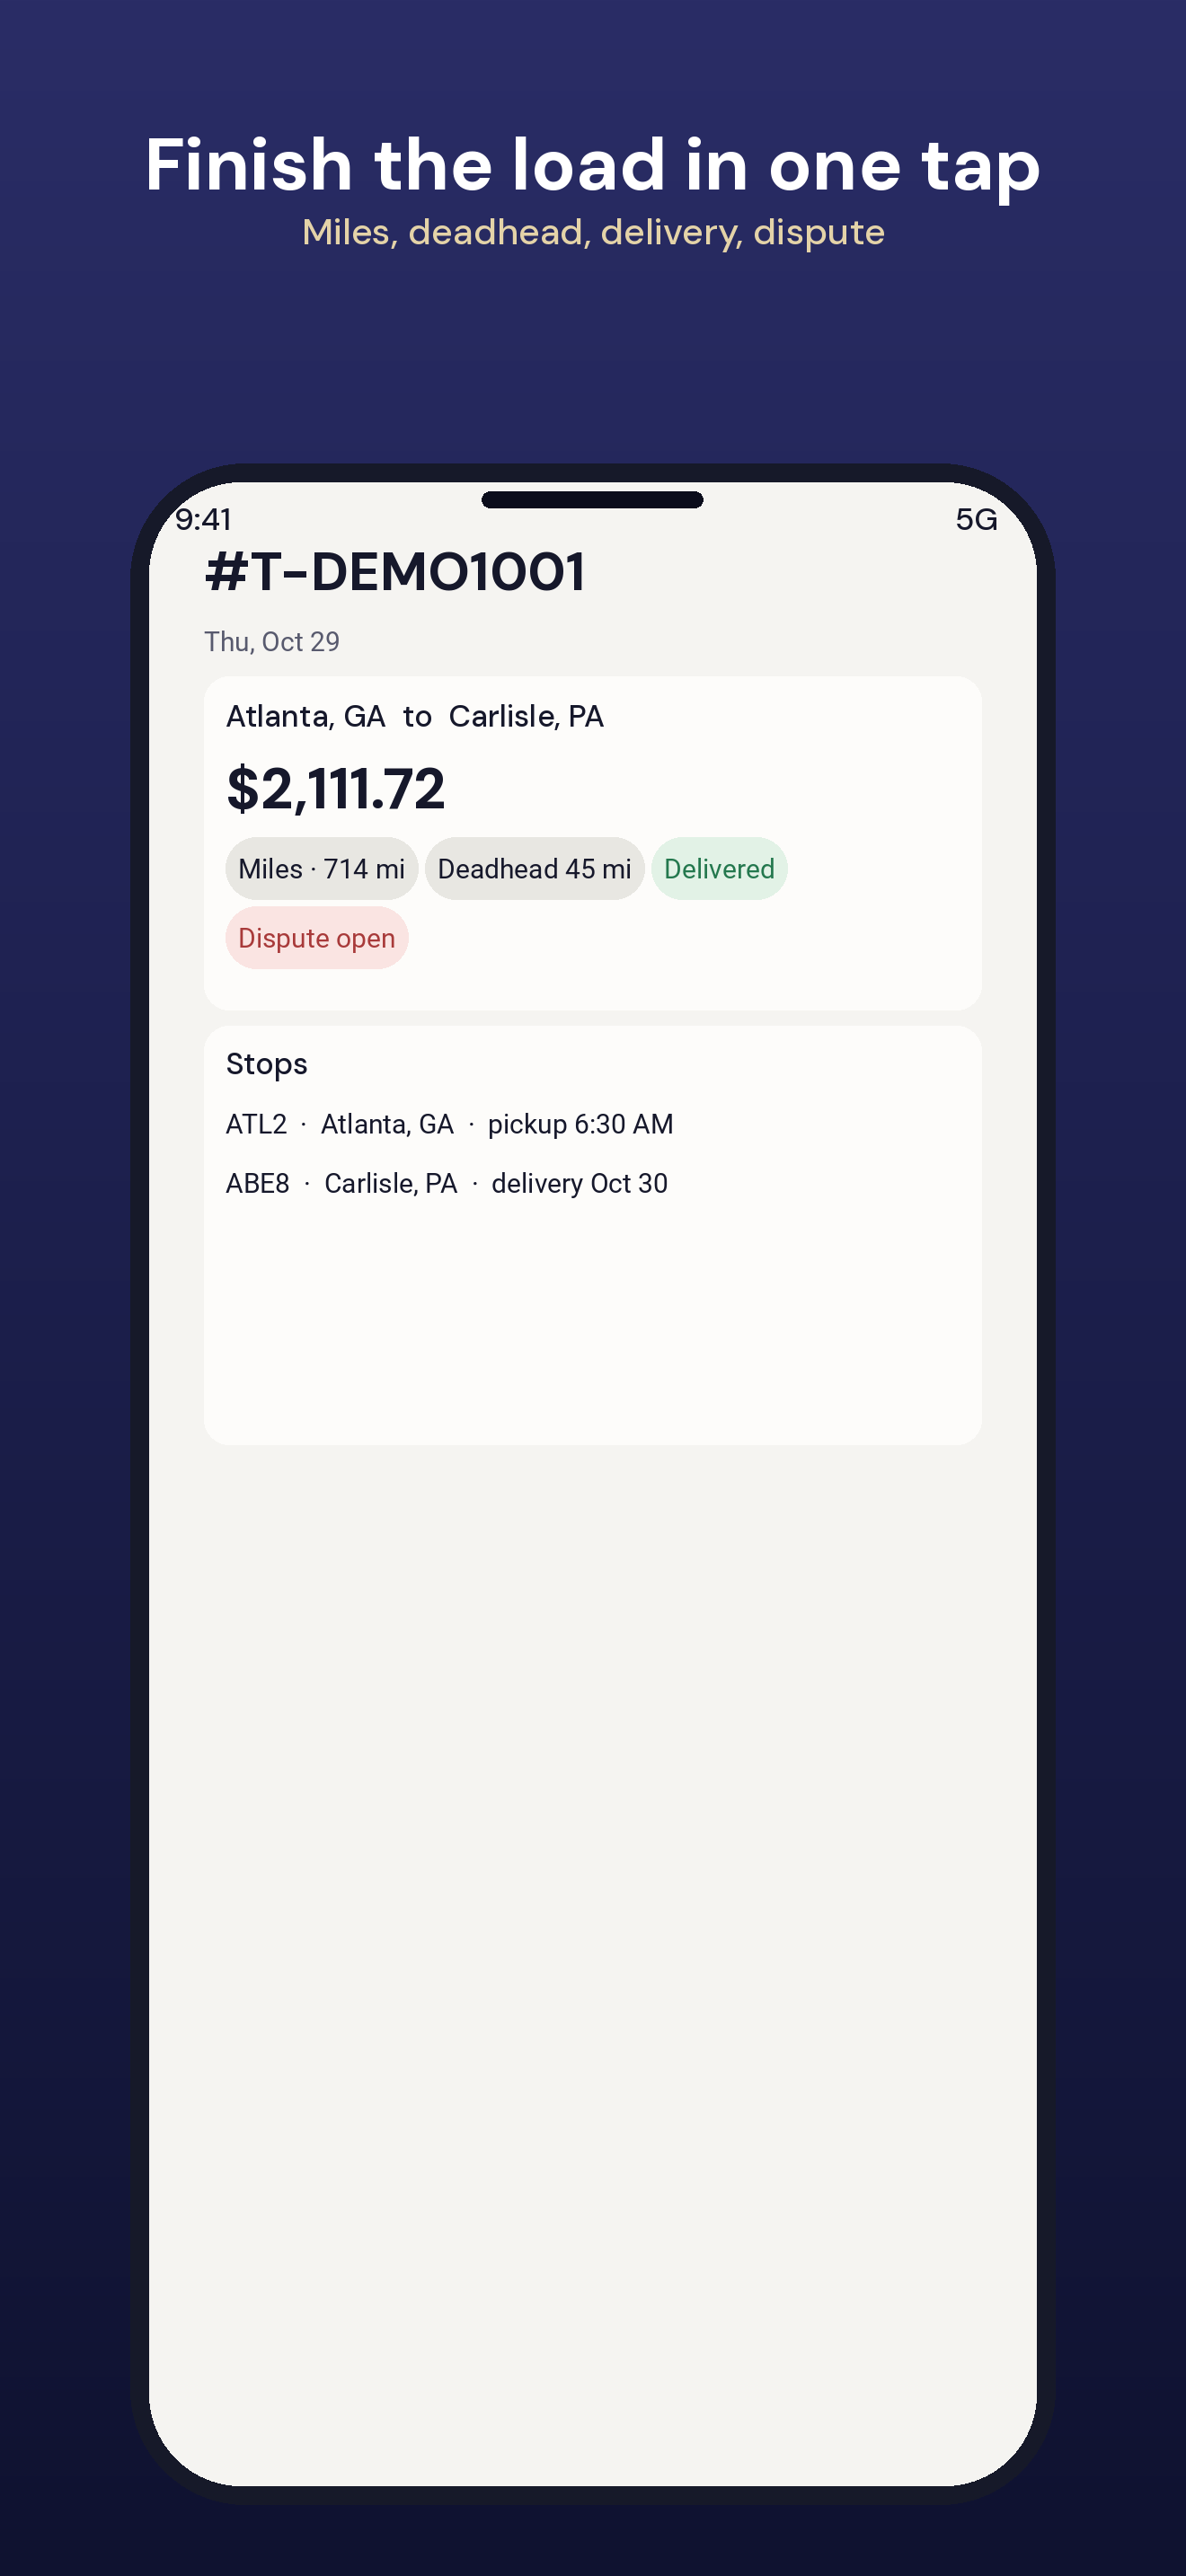 Finish the load in one tap
Miles, deadhead, delivery, dispute
9:41 5G
#T-DEMO1001
Thu, Oct 29
Atlanta, GA to Carlisle, PA
$2,111.72
Miles · 714 mi Deadhead 45 mi Delivered
Dispute open
Stops
ATL2 · Atlanta, GA · pickup 6:30 AM
ABE8 · Carlisle, PA · delivery Oct 30